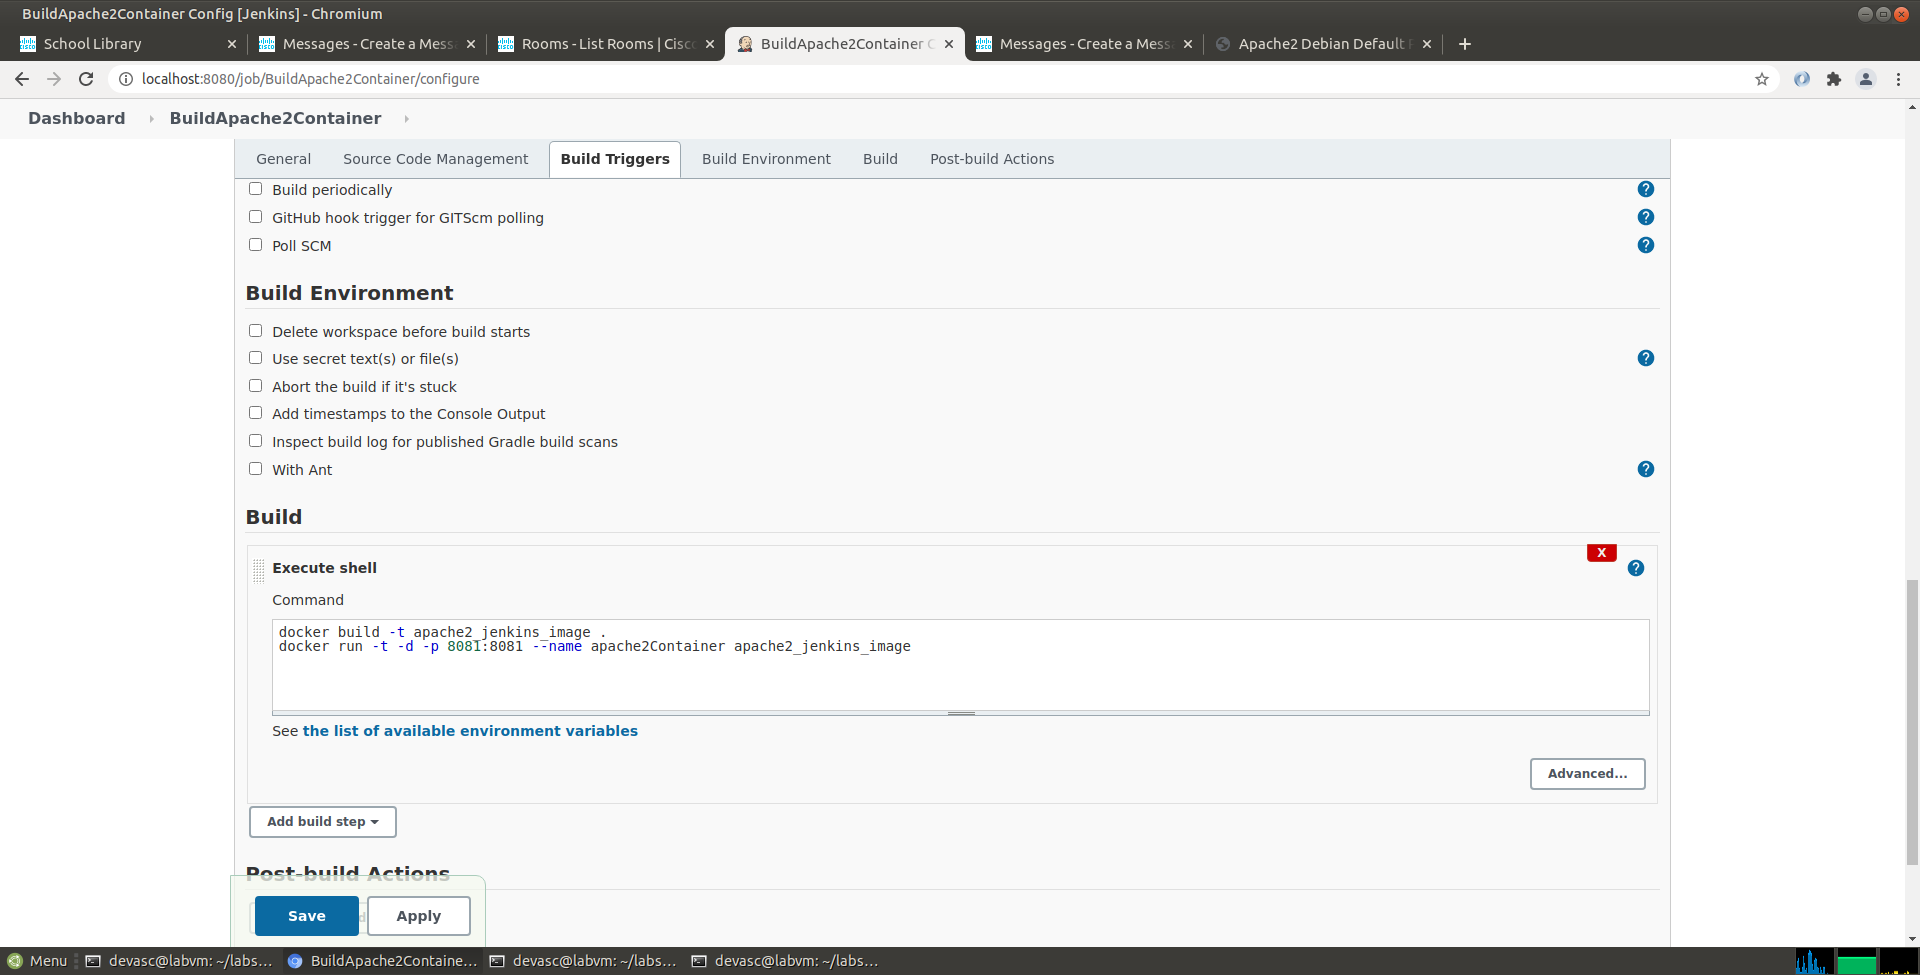 BuildApache2Container Config [Jenkins] - Chromium
School Library
Messages - Create a Mess
Rooms - List Rooms | Cisc
BuildApache2Container C
Messages - Create a Mess
Apache2 Debian Default
localhost:8080/job/BuildApache2Container/configure
Dashboard
BuildApache2Container
General
Source Code Management
Build Triggers
Build Environment
Build
Post-build Actions
Build periodically
?
GitHub hook trigger for GITScm polling
?
Poll SCM
?
Build Environment
Delete workspace before build starts
Use secret text(s) or file(s)
?
Abort the build if it's stuck
Add timestamps to the Console Output
Inspect build log for published Gradle build scans
With Ant
?
Build
X
Execute shell
?
Command
docker build -t apache2_jenkins_image .
docker run -t -d -p 8081:8081 --name apache2Container apache2_jenkins_image
See the list of available environment variables
Advanced...
Add build step
Post-build Actions
Save
Apply
Menu
devasc@labvm: ~/labs...
BuildApache2Containe...
devasc@labvm: ~/labs...
devasc@labvm: ~/labs...